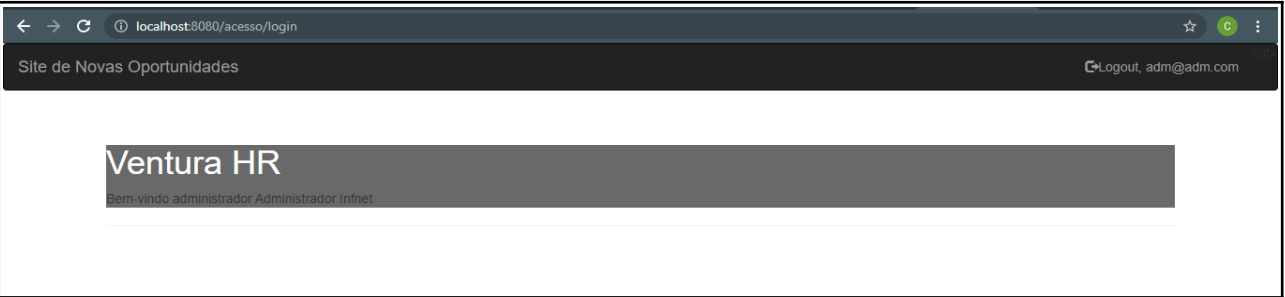 localhost:8080/acesso/login
C
Site de Novas Oportunidades
Logout, adm@adm.com
Ventura HR
Bem-vindo administrador Administrador Infnet